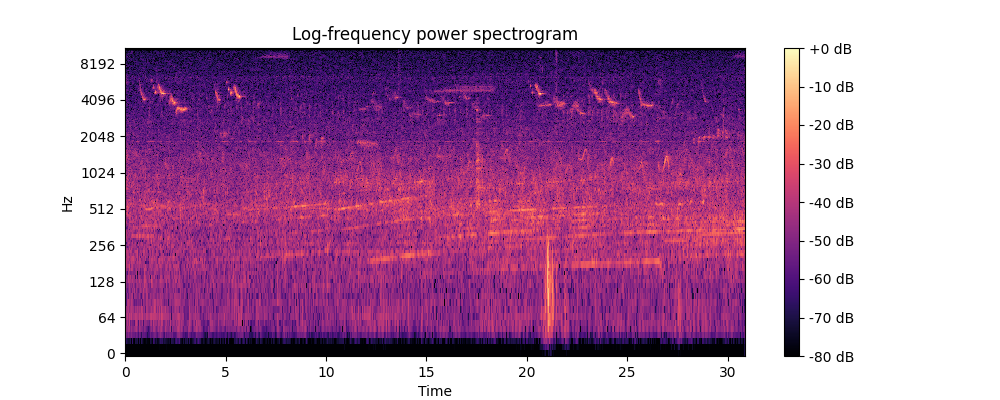 Log-frequency power spectrogram
Hz
8192
4096
2048
1024
512
256
128
64
0
0 5 10 15 20 25 30
Time
+0 dB
-10 dB
-20 dB
-30 dB
-40 dB
-50 dB
-60 dB
-70 dB
-80 dB